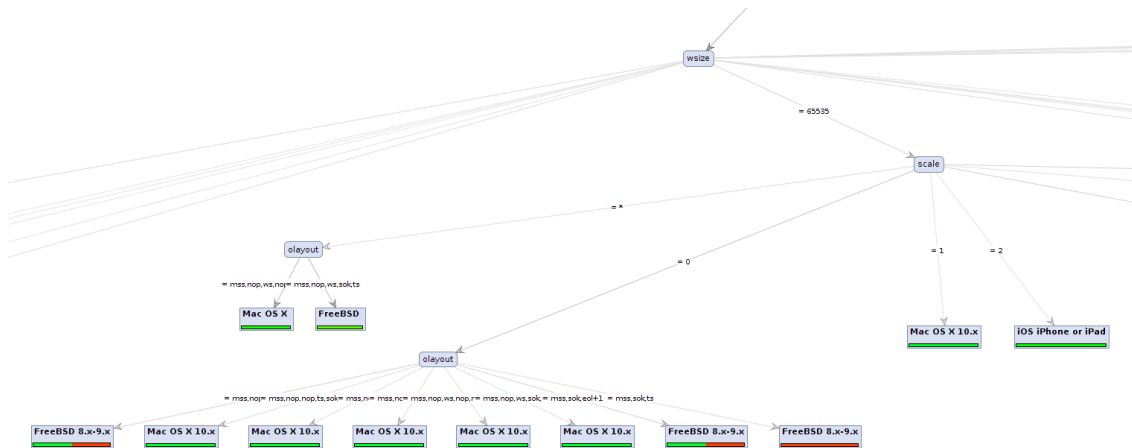 wsize
= 65535
scale
= *
olayout
= 0
= 1
= 2
= mss,nop,ws,nop= mss,nop,ws,sok,ts
Mac OS X
FreeBSD
Mac OS X 10.x
iOS iPhone or iPad
olayout
= mss,nop= mss,nop,nop,ts,sok= mss,n = mss,nc= mss,nop,ws,n = mss,nop,ws,sok,= mss,sok,eol+1 = mss,sok,ts
FreeBSD 8.x-9.x
Mac OS X 10.x
Mac OS X 10.x
Mac OS X 10.x
Mac OS X 10.x
Mac OS X 10.x
FreeBSD 8.x-9.x
FreeBSD 8.x-9.x